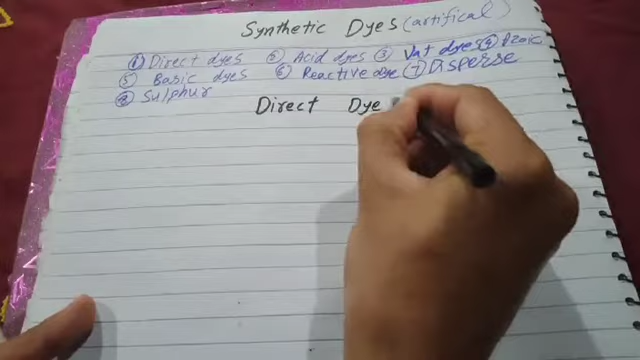 Synthetic Dyes (artifical)
① Direct dyes ② Acid dyes ③ Vat dyes ④ Azoic
⑤ Basic dyes ⑥ Reactive dye ⑦ Disperse
⑧ Sulphur
Direct Dye